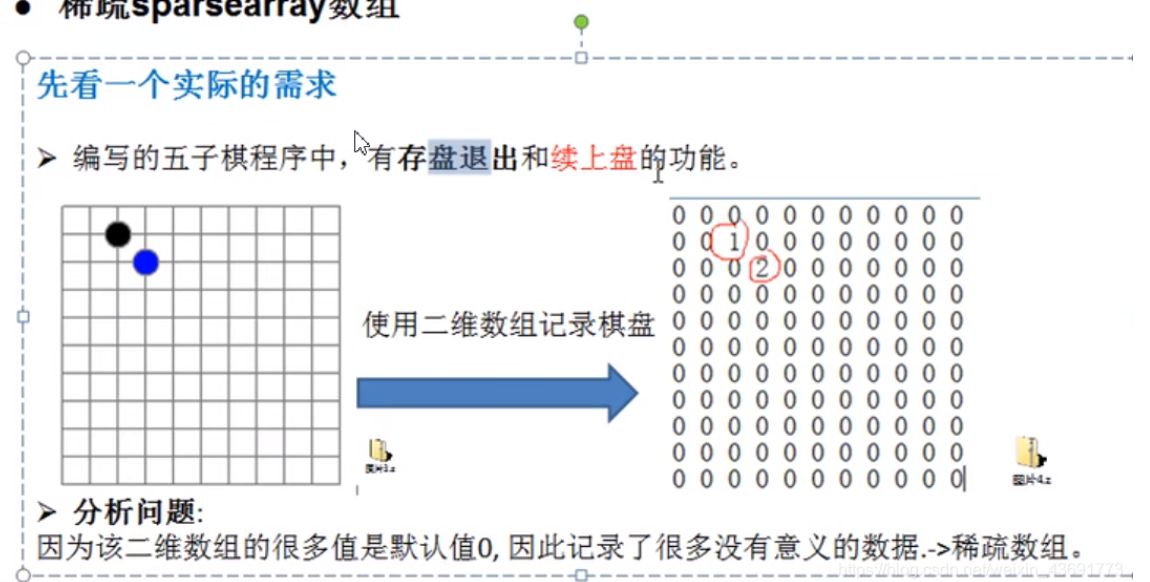 ● 稀疏sparsearray数组
先看一个实际的需求
➢ 编写的五子棋程序中，有存盘退出和续上盘的功能。
0 0 0 0 0 0 0 0 0 0 0
0 0 1 0 0 0 0 0 0 0 0
0 0 0 2 0 0 0 0 0 0 0
0 0 0 0 0 0 0 0 0 0 0
0 0 0 0 0 0 0 0 0 0 0
0 0 0 0 0 0 0 0 0 0 0
0 0 0 0 0 0 0 0 0 0 0
0 0 0 0 0 0 0 0 0 0 0
0 0 0 0 0 0 0 0 0 0 0
0 0 0 0 0 0 0 0 0 0 0
0 0 0 0 0 0 0 0 0 0 0
使用二维数组记录棋盘
图片3.z
图片4.z
➢ 分析问题:
因为该二维数组的很多值是默认值0, 因此记录了很多没有意义的数据.->稀疏数组。
https://blog.csdn.net/weixin_43691773